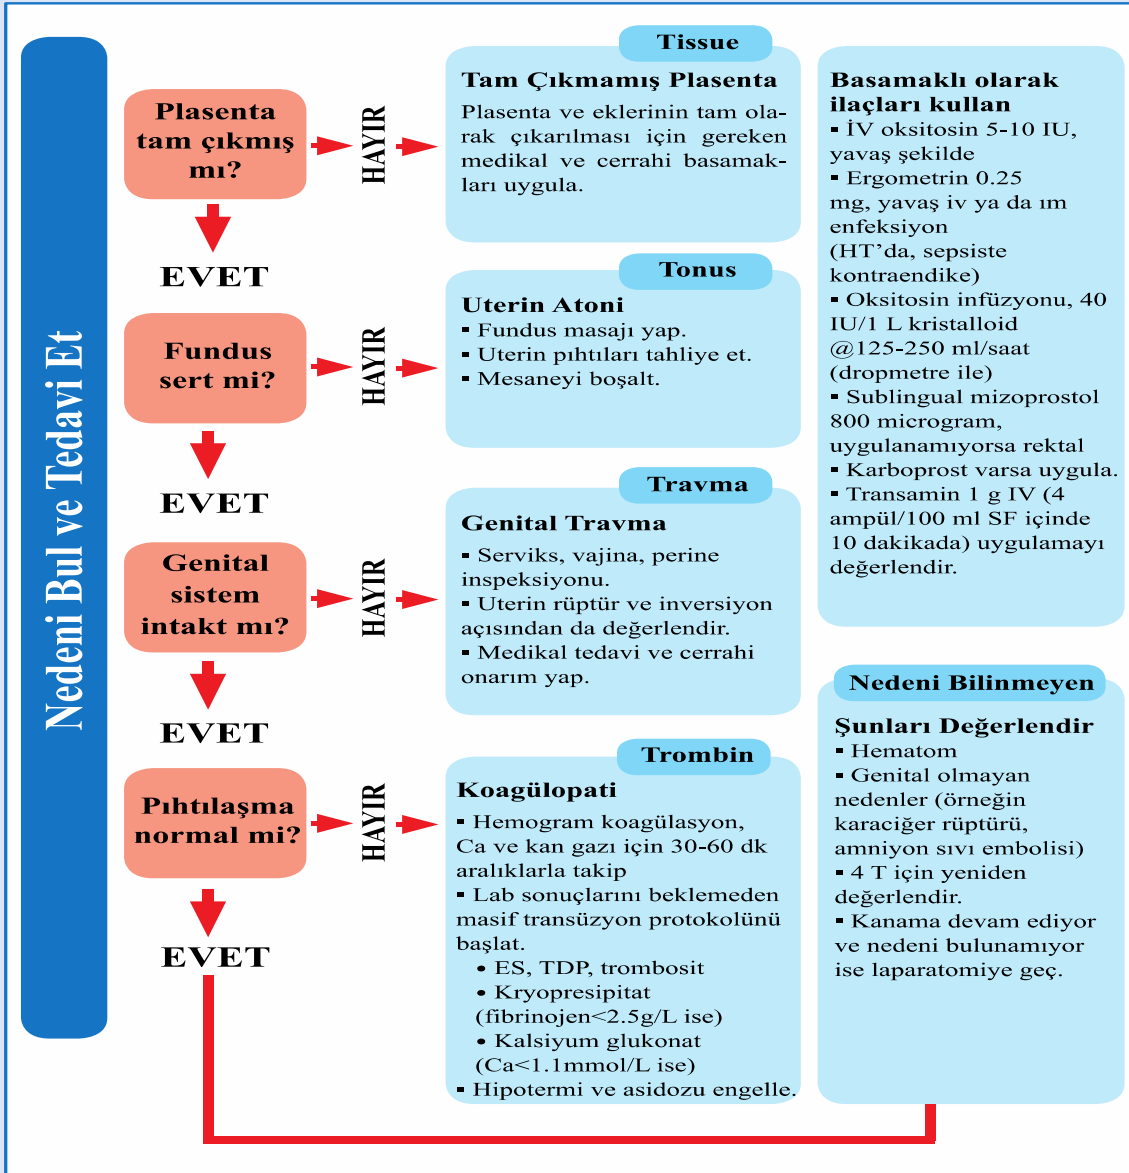 Nedeni Bul ve Tedavi Et
Plasenta
tam çıkmış
mı?
HAYIR
Tissue
Tam Çıkmamış Plasenta
Plasenta ve eklerinin tam ola-
rak çıkarılması için gereken
medikal ve cerrahi basamak-
ları uygula.
EVET
Fundus
sert mi?
HAYIR
Tonus
Uterin Atoni
▪ Fundus masajı yap.
▪ Uterin pıhtıları tahliye et.
▪ Mesaneyi boşalt.
EVET
Genital
sistem
intakt mı?
HAYIR
Travma
Genital Travma
▪ Serviks, vajina, perine
inspeksiyonu.
▪ Uterin rüptür ve inversiyon
açısından da değerlendir.
▪ Medikal tedavi ve cerrahi
onarım yap.
EVET
Pıhtılaşma
normal mi?
HAYIR
Trombin
Koagülopati
▪ Hemogram koagülasyon,
Ca ve kan gazı için 30-60 dk
aralıklarla takip
▪ Lab sonuçlarını beklemeden
masif transüzyon protokolünü
başlat.
• ES, TDP, trombosit
• Kryopresipitat
(fibrinojen<2.5g/L ise)
• Kalsiyum glukonat
(Ca<1.1mmol/L ise)
▪ Hipotermi ve asidozu engelle.
EVET
Basamaklı olarak
ilaçları kullan
▪ İV oksitosin 5-10 IU,
yavaş şekilde
▪ Ergometrin 0.25
mg, yavaş iv ya da ım
enfeksiyon
(HT’da, sepsiste
kontraendike)
▪ Oksitosin infüzyonu, 40
IU/1 L kristalloid
@125-250 ml/saat
(dropmetre ile)
▪ Sublingual mizoprostol
800 microgram,
uygulanamıyorsa rektal
▪ Karboprost varsa uygula.
▪ Transamin 1 g IV (4
ampül/100 ml SF içinde
10 dakikada) uygulamayı
değerlendir.
Nedeni Bilinmeyen
Şunları Değerlendir
▪ Hematom
▪ Genital olmayan
nedenler (örneğin
karaciğer rüptürü,
amniyon sıvı embolisi)
▪ 4 T için yeniden
değerlendir.
▪ Kanama devam ediyor
ve nedeni bulunamıyor
ise laparatomiye geç.